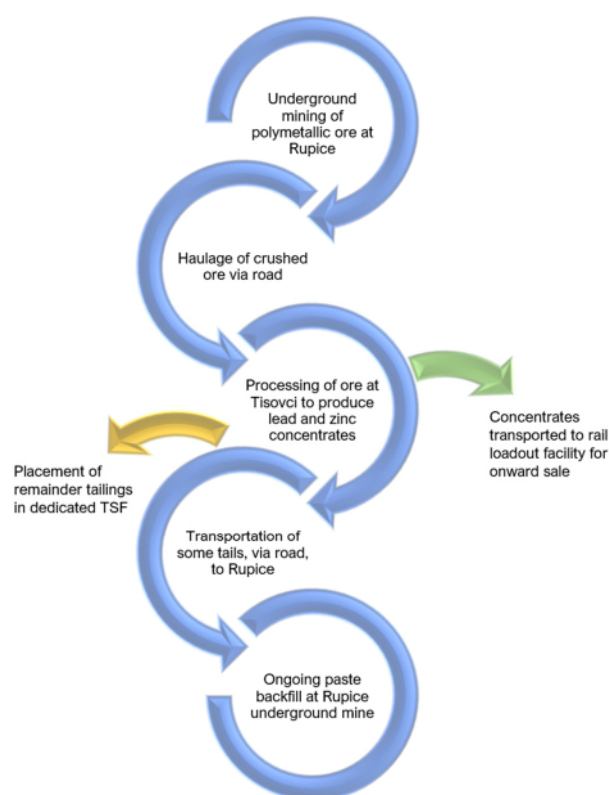 Underground
mining of
polymetallic ore at
Rupice
Haulage of crushed
ore via road
Processing of ore at
Tisovci to produce
lead and zinc
concentrates
Concentrates
transported to rail
loadout facility for
onward sale
Placement of
remainder tailings
in dedicated TSF
Transportation of
some tails, via road,
to Rupice
Ongoing paste
backfill at Rupice
underground mine